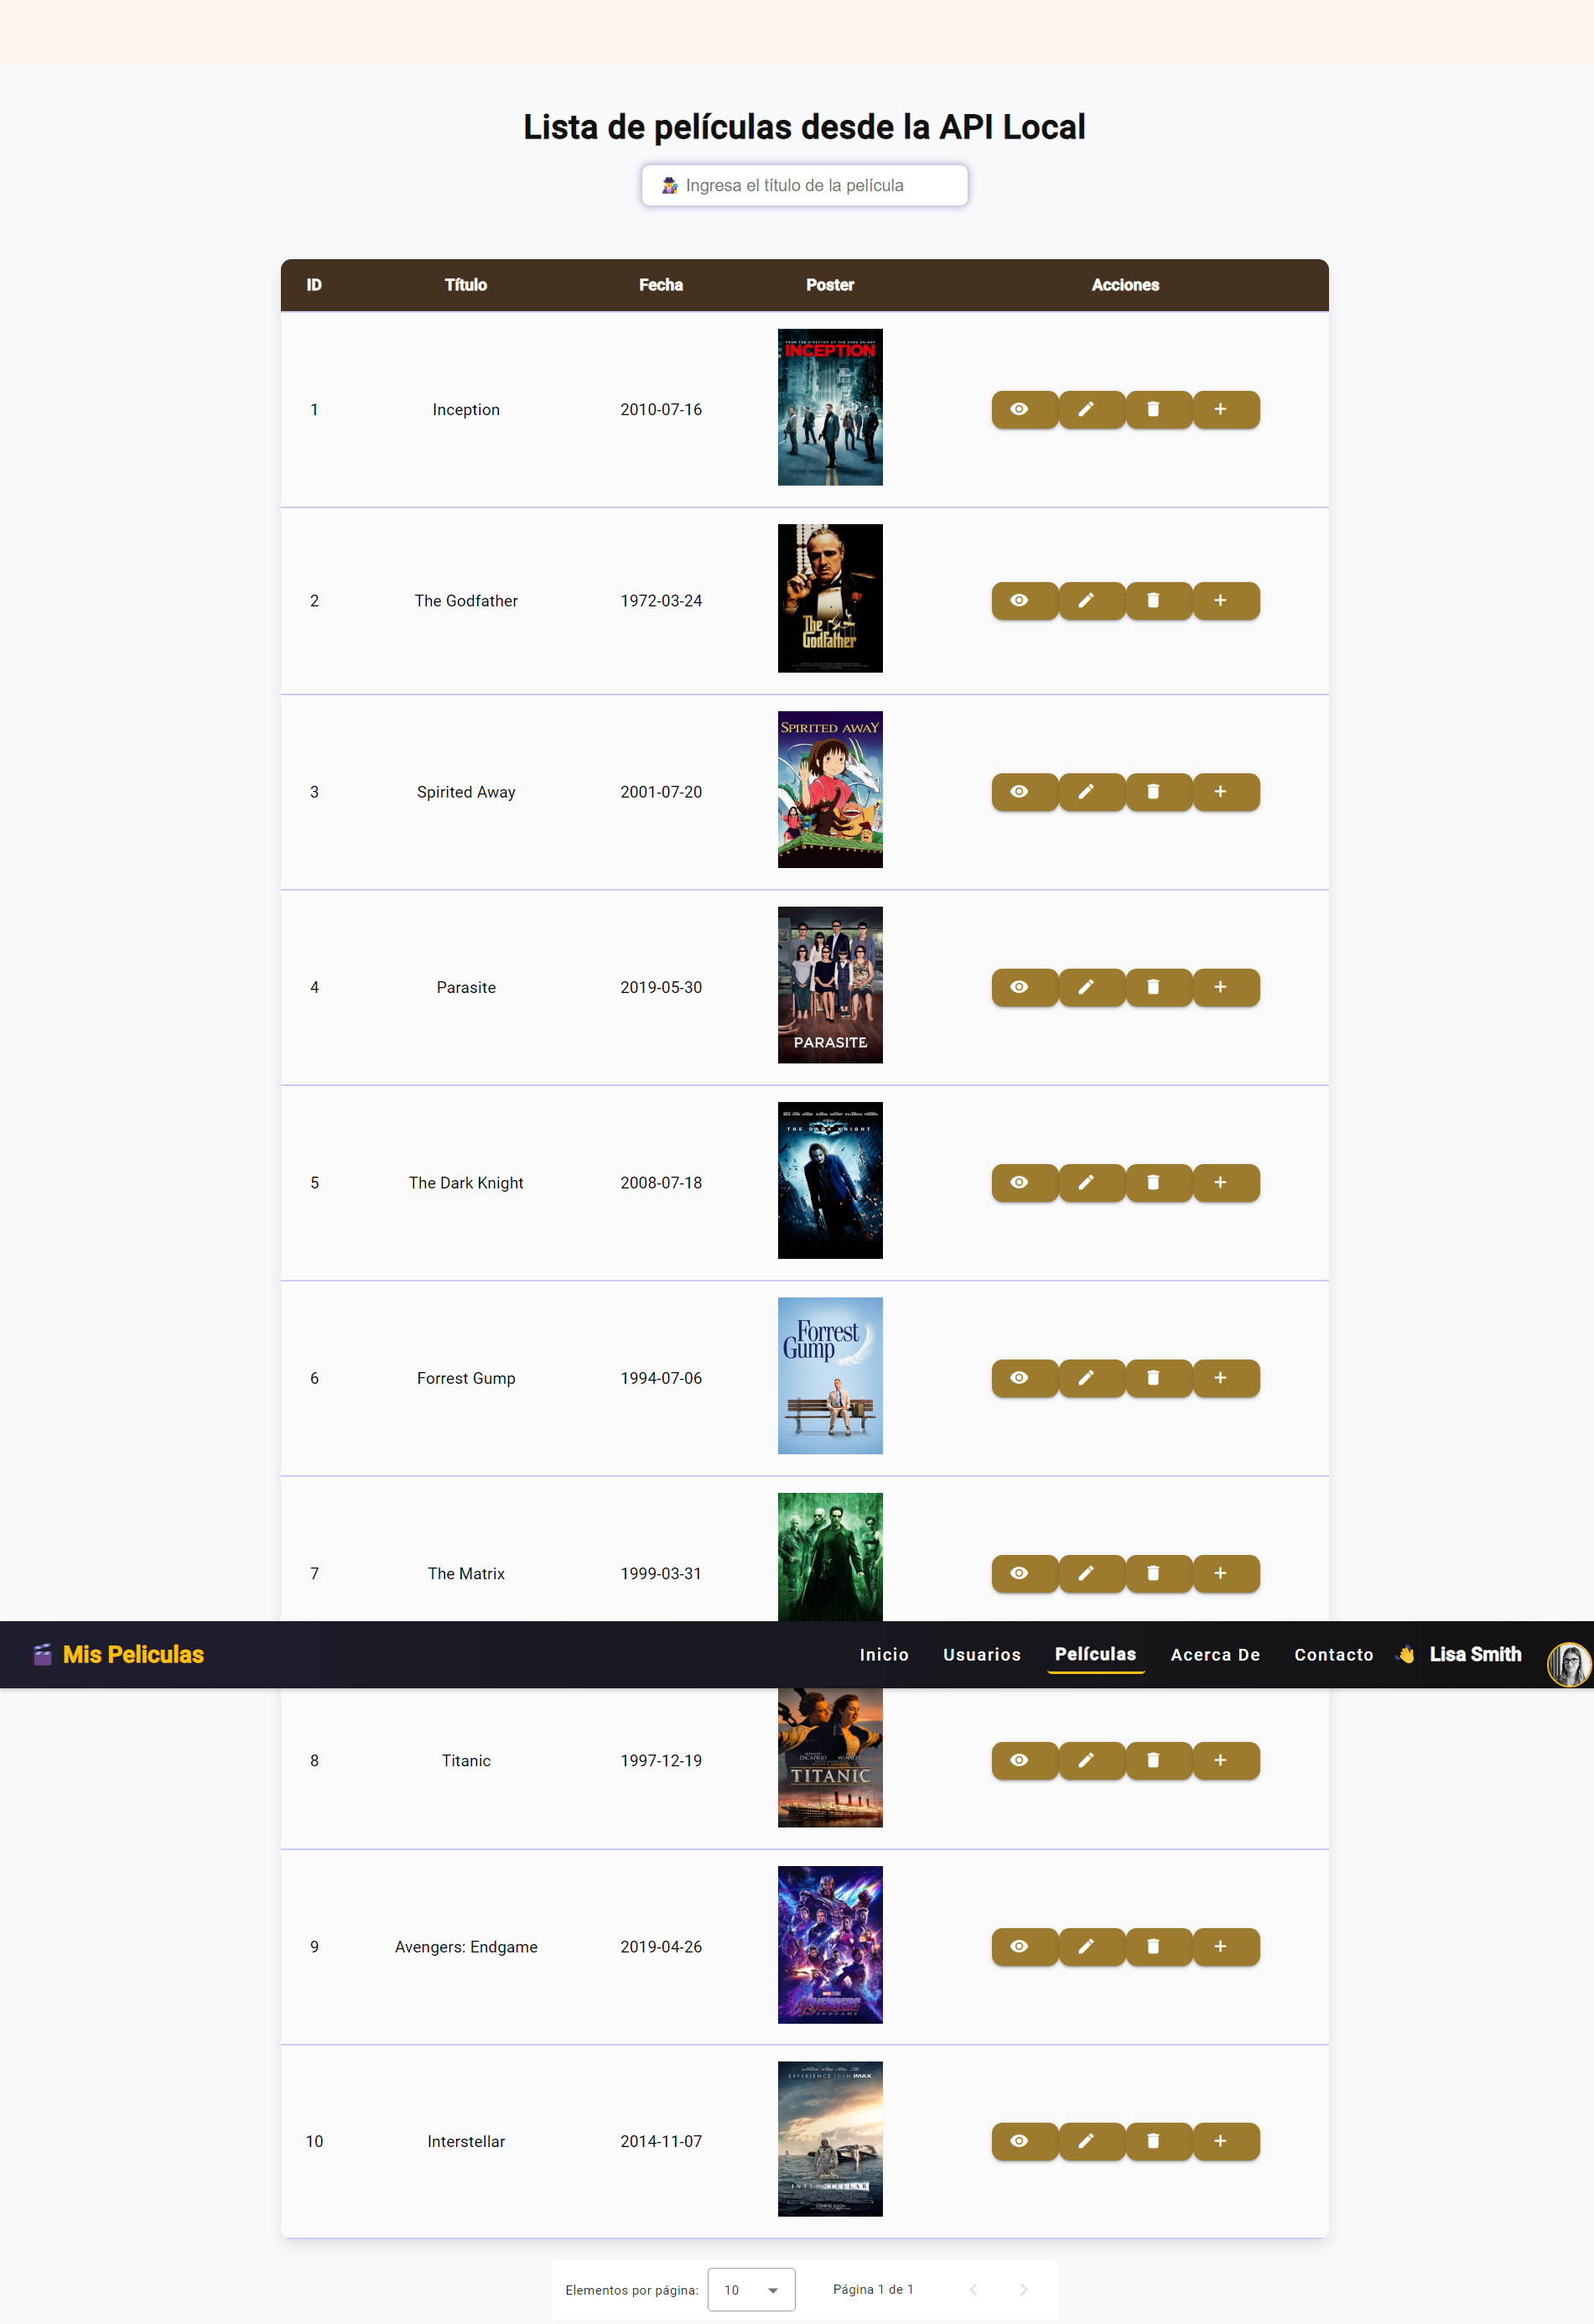 Lista de películas desde la API Local
Ingresa el título de la película
ID Título Fecha Poster Acciones
INCEPTION
1 Inception 2010-07-16
2 The Godfather 1972-03-24
The
Godfather
SPIRITED AWAY
3 Spirited Away 2001-07-20
4 Parasite 2019-05-30
PARASITE
THE DARK KNIGHT
5 The Dark Knight 2008-07-18
Forrest
Gump
6 Forrest Gump 1994-07-06
7 The Matrix 1999-03-31
Mis Peliculas Inicio Usuarios Películas Acerca De Contacto Lisa Smith
8 Titanic 1997-12-19
TITANIC
9 Avengers: Endgame 2019-04-26
AVENGERS
ENDGAME
EXPERIENCE IT IN IMAX
10 Interstellar 2014-11-07
INTERSTELLAR
Elementos por página: 10 Página 1 de 1